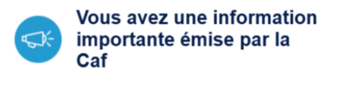 Vous avez une information
importante émise par la
Caf